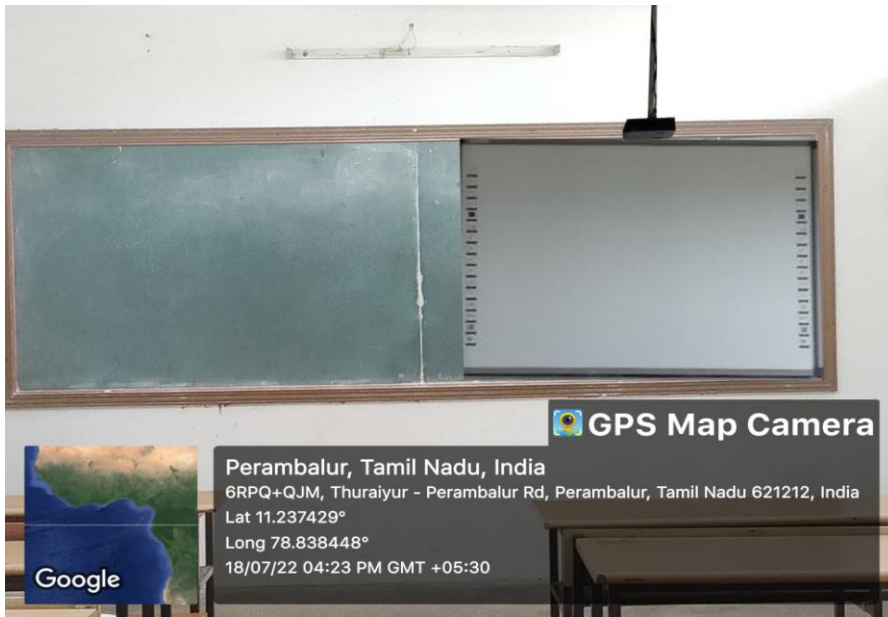 GPS Map Camera
Perambalur, Tamil Nadu, India
6RPQ+QJM, Thuraiyur - Perambalur Rd, Perambalur, Tamil Nadu 621212, India
Lat 11.237429°
Long 78.838448°
18/07/22 04:23 PM GMT +05:30
Google